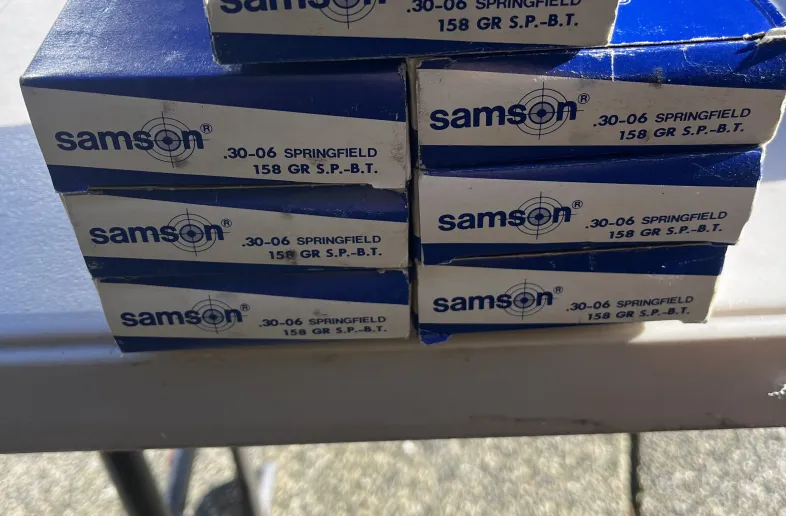 samson
.30-06 SPRINGFIELD
158 GR S.P.-B.T.
samson®
.30-06 SPRINGFIELD
158 GR S.P.-B.T.
samson®
.30-06 SPRINGFIELD
158 GR S.P.-B.T.
samson®
.30-06 SPRINGFIELD
158 GR S.P.-B.T.
samson®
.30-06 SPRINGFIELD
158 GR S.P.-B.T.
samson®
.30-06 SPRINGFIELD
158 GR S.P.-B.T.
samson®
.30-06 SPRINGFIELD
158 GR S.P.-B.T.